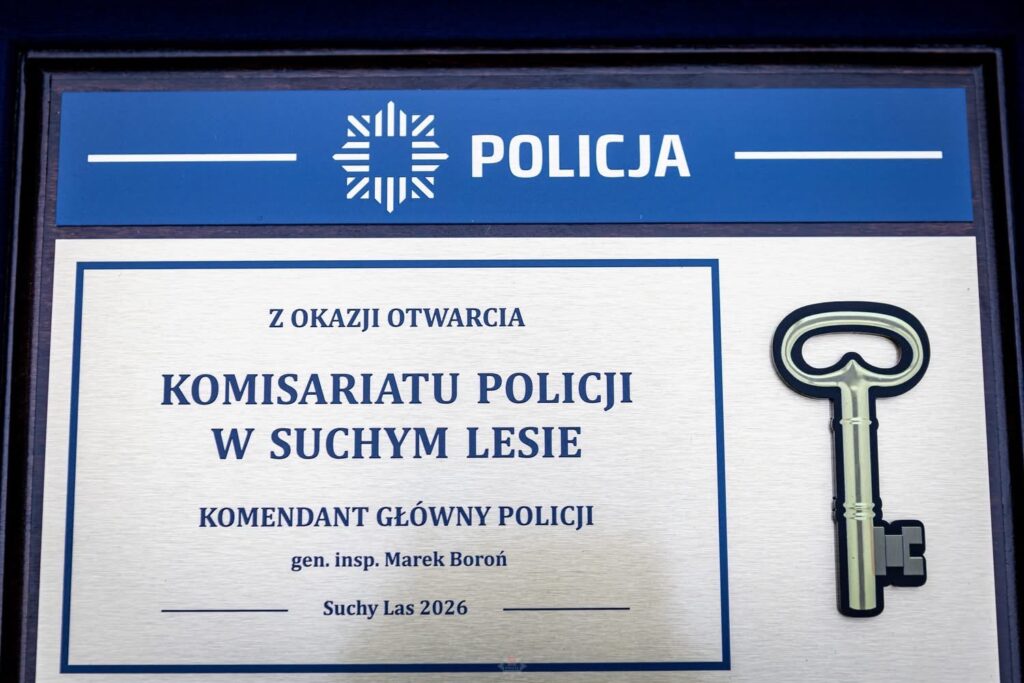 POLICJA
Z OKAZJI OTWARCIA
KOMISARIATU POLICJI
W SUCHYM LESIE
KOMENDANT GŁÓWNY POLICJI
gen. insp. Marek Boroń
Suchy Las 2026